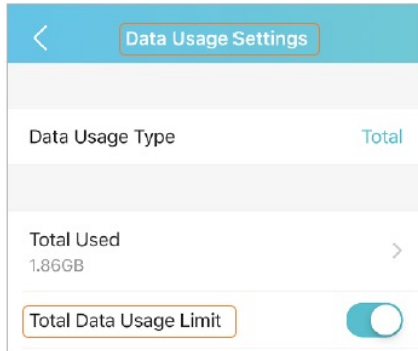 Data Usage Settings
Data Usage Type Total
Total Used
1.86GB
Total Data Usage Limit